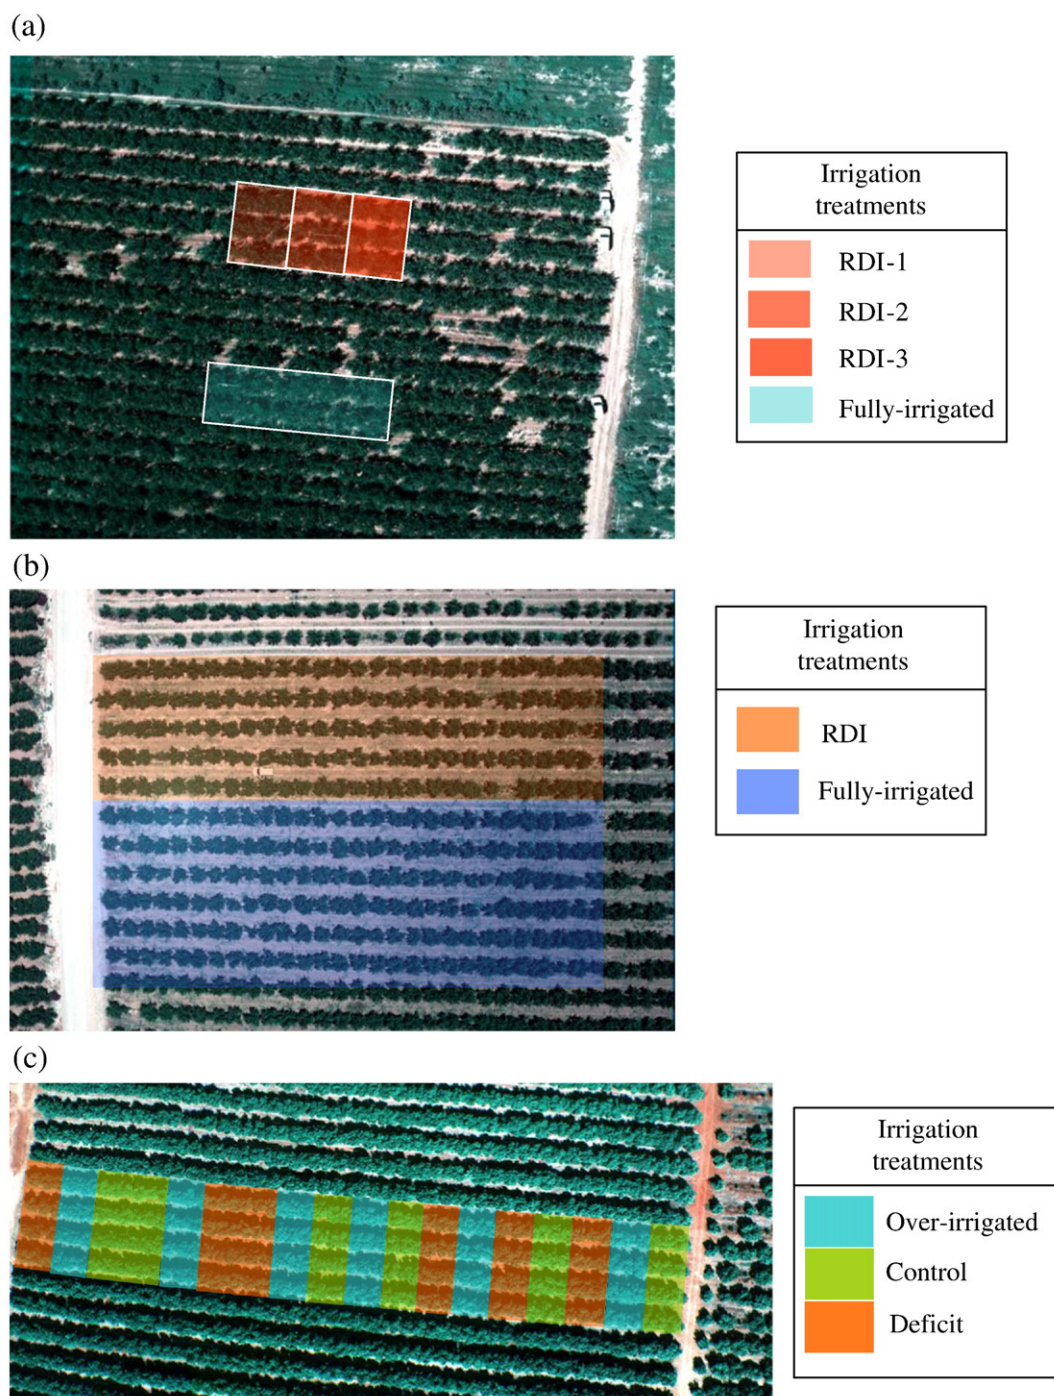 (a)
Irrigation
treatments
RDI-1
RDI-2
RDI-3
Fully-irrigated
(b)
Irrigation
treatments
RDI
Fully-irrigated
(c)
Irrigation
treatments
Over-irrigated
Control
Deficit